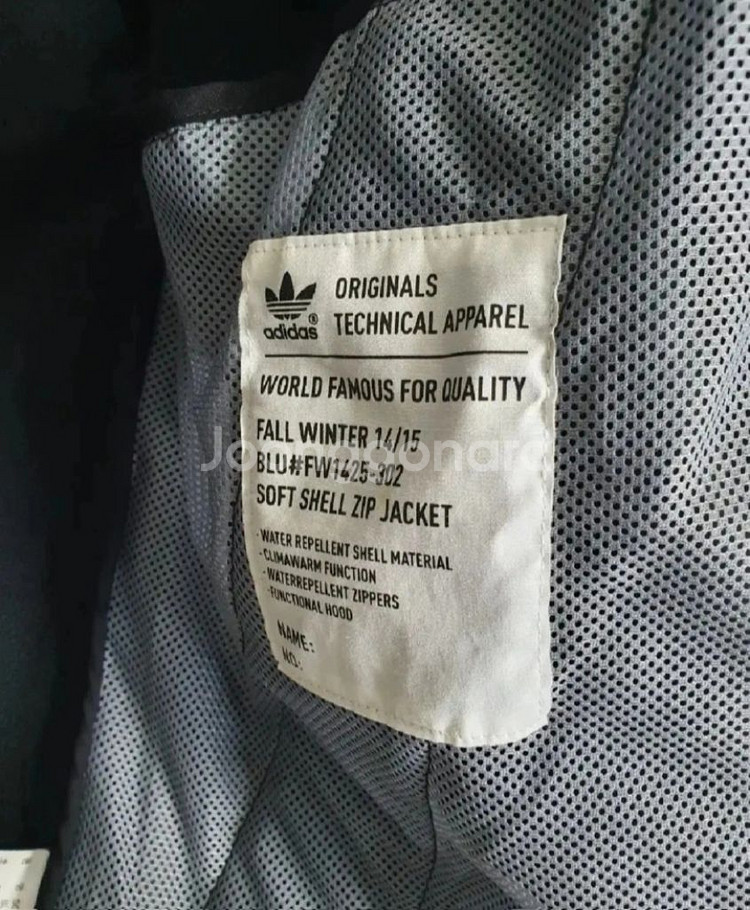 ORIGINALS
TECHNICAL APPAREL
adidas®
WORLD FAMOUS FOR QUALITY
FALL WINTER 14/15
BLU#FW1425-302
SOFT SHELL ZIP JACKET
-WATER REPELLENT SHELL MATERIAL
-CLIMAWARM FUNCTION
-WATERREPELLENT ZIPPERS
-FUNCTIONAL HOOD
NAME:
NO:
Joonggonara